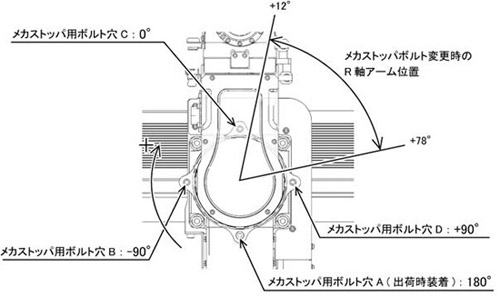 +12°
メカストッパ用ボルト穴 C : 0°
メカストッパボルト変更時の
R 軸アーム位置
+78°
+
メカストッパ用ボルト穴 B : -90°
メカストッパ用ボルト穴 D : +90°
メカストッパ用ボルト穴 A ( 出荷時装着 ) : 180°